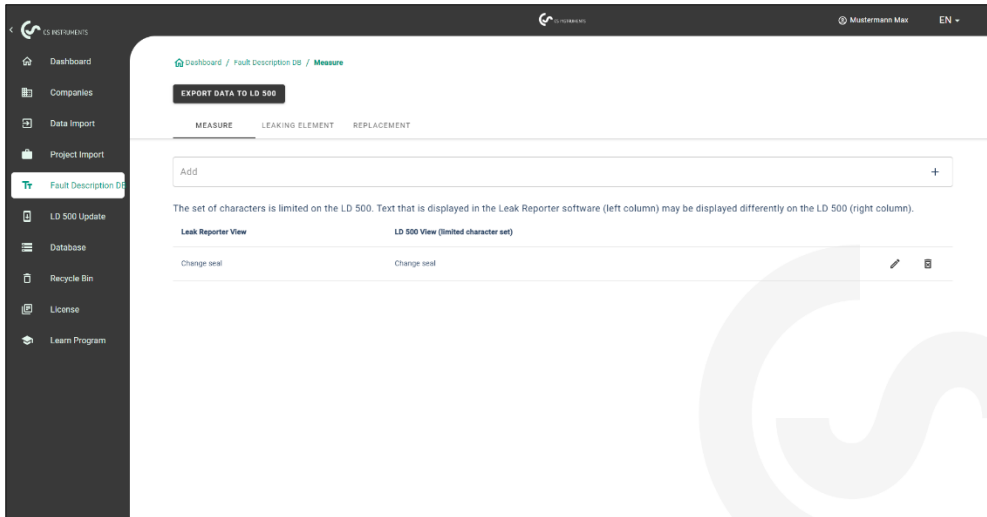 CS INSTRUMENTS
CS INSTRUMENTS
Mustermann Max
EN
Dashboard
Companies
Data Import
Project Import
Fault Description DB
LD 500 Update
Database
Recycle Bin
License
Learn Program
Dashboard / Fault Description DB / Measure
EXPORT DATA TO LD 500
MEASURE LEAKING ELEMENT REPLACEMENT
Add
The set of characters is limited on the LD 500. Text that is displayed in the Leak Reporter software (left column) may be displayed differently on the LD 500 (right column).
Leak Reporter View LD 500 View (limited character set)
Change seal Change seal